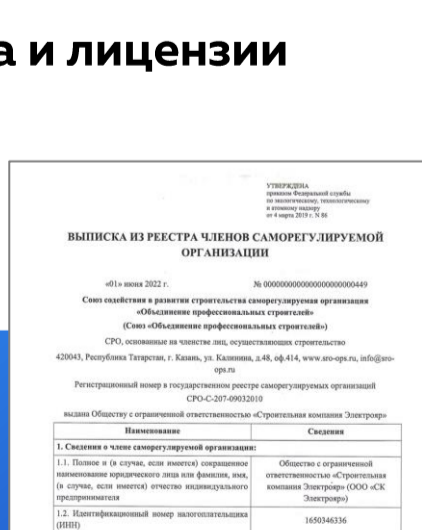 а и лицензии
УТВЕРЖДЕНА
приказом Федеральной службы
по экологическому, технологическому
и атомному надзору
от 4 марта 2019 г. N 86
ВЫПИСКА ИЗ РЕЕСТРА ЧЛЕНОВ САМОРЕГУЛИРУЕМОЙ
ОРГАНИЗАЦИИ
«01» июня 2022 г. № 0000000000000000000000449
Союз содействия в развитии строительства саморегулируемая организация
«Объединение профессиональных строителей»
(Союз «Объединение профессиональных строителей»)
СРО, основанные на членстве лиц, осуществляющих строительство
420043, Республика Татарстан, г. Казань, ул. Калинина, д.48, оф.414, www.sro-ops.ru, info@sro-
ops.ru
Регистрационный номер в государственном реестре саморегулируемых организаций
СРО-С-207-09032010
выдана Обществу с ограниченной ответственностью «Строительная компания Электрояр»
Наименование Сведения
1. Сведения о члене саморегулируемой организации:
1.1. Полное и (в случае, если имеется) сокращенное
наименование юридического лица или фамилия, имя,
(в случае, если имеется) отчество индивидуального
предпринимателя
Общество с ограниченной
ответственностью «Строительная
компания Электрояр» (ООО «СК
Электрояр»)
1.2. Идентификационный номер налогоплательщика
(ИНН)
1650346336